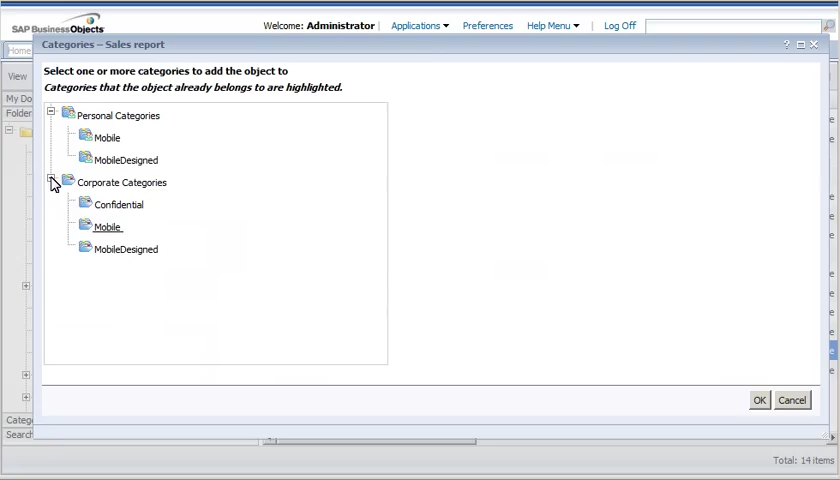 SAP BusinessObjects
Welcome: Administrator | Applications | Preferences | Help Menu | Log Off
Home
Categories – Sales report
?
View
Select one or more categories to add the object to
My Do
Categories that the object already belongs to are highlighted.
Folder
Personal Categories
Mobile
MobileDesigned
Corporate Categories
Confidential
Mobile
MobileDesigned
OK
Cancel
Categ
Search
Total: 14 items